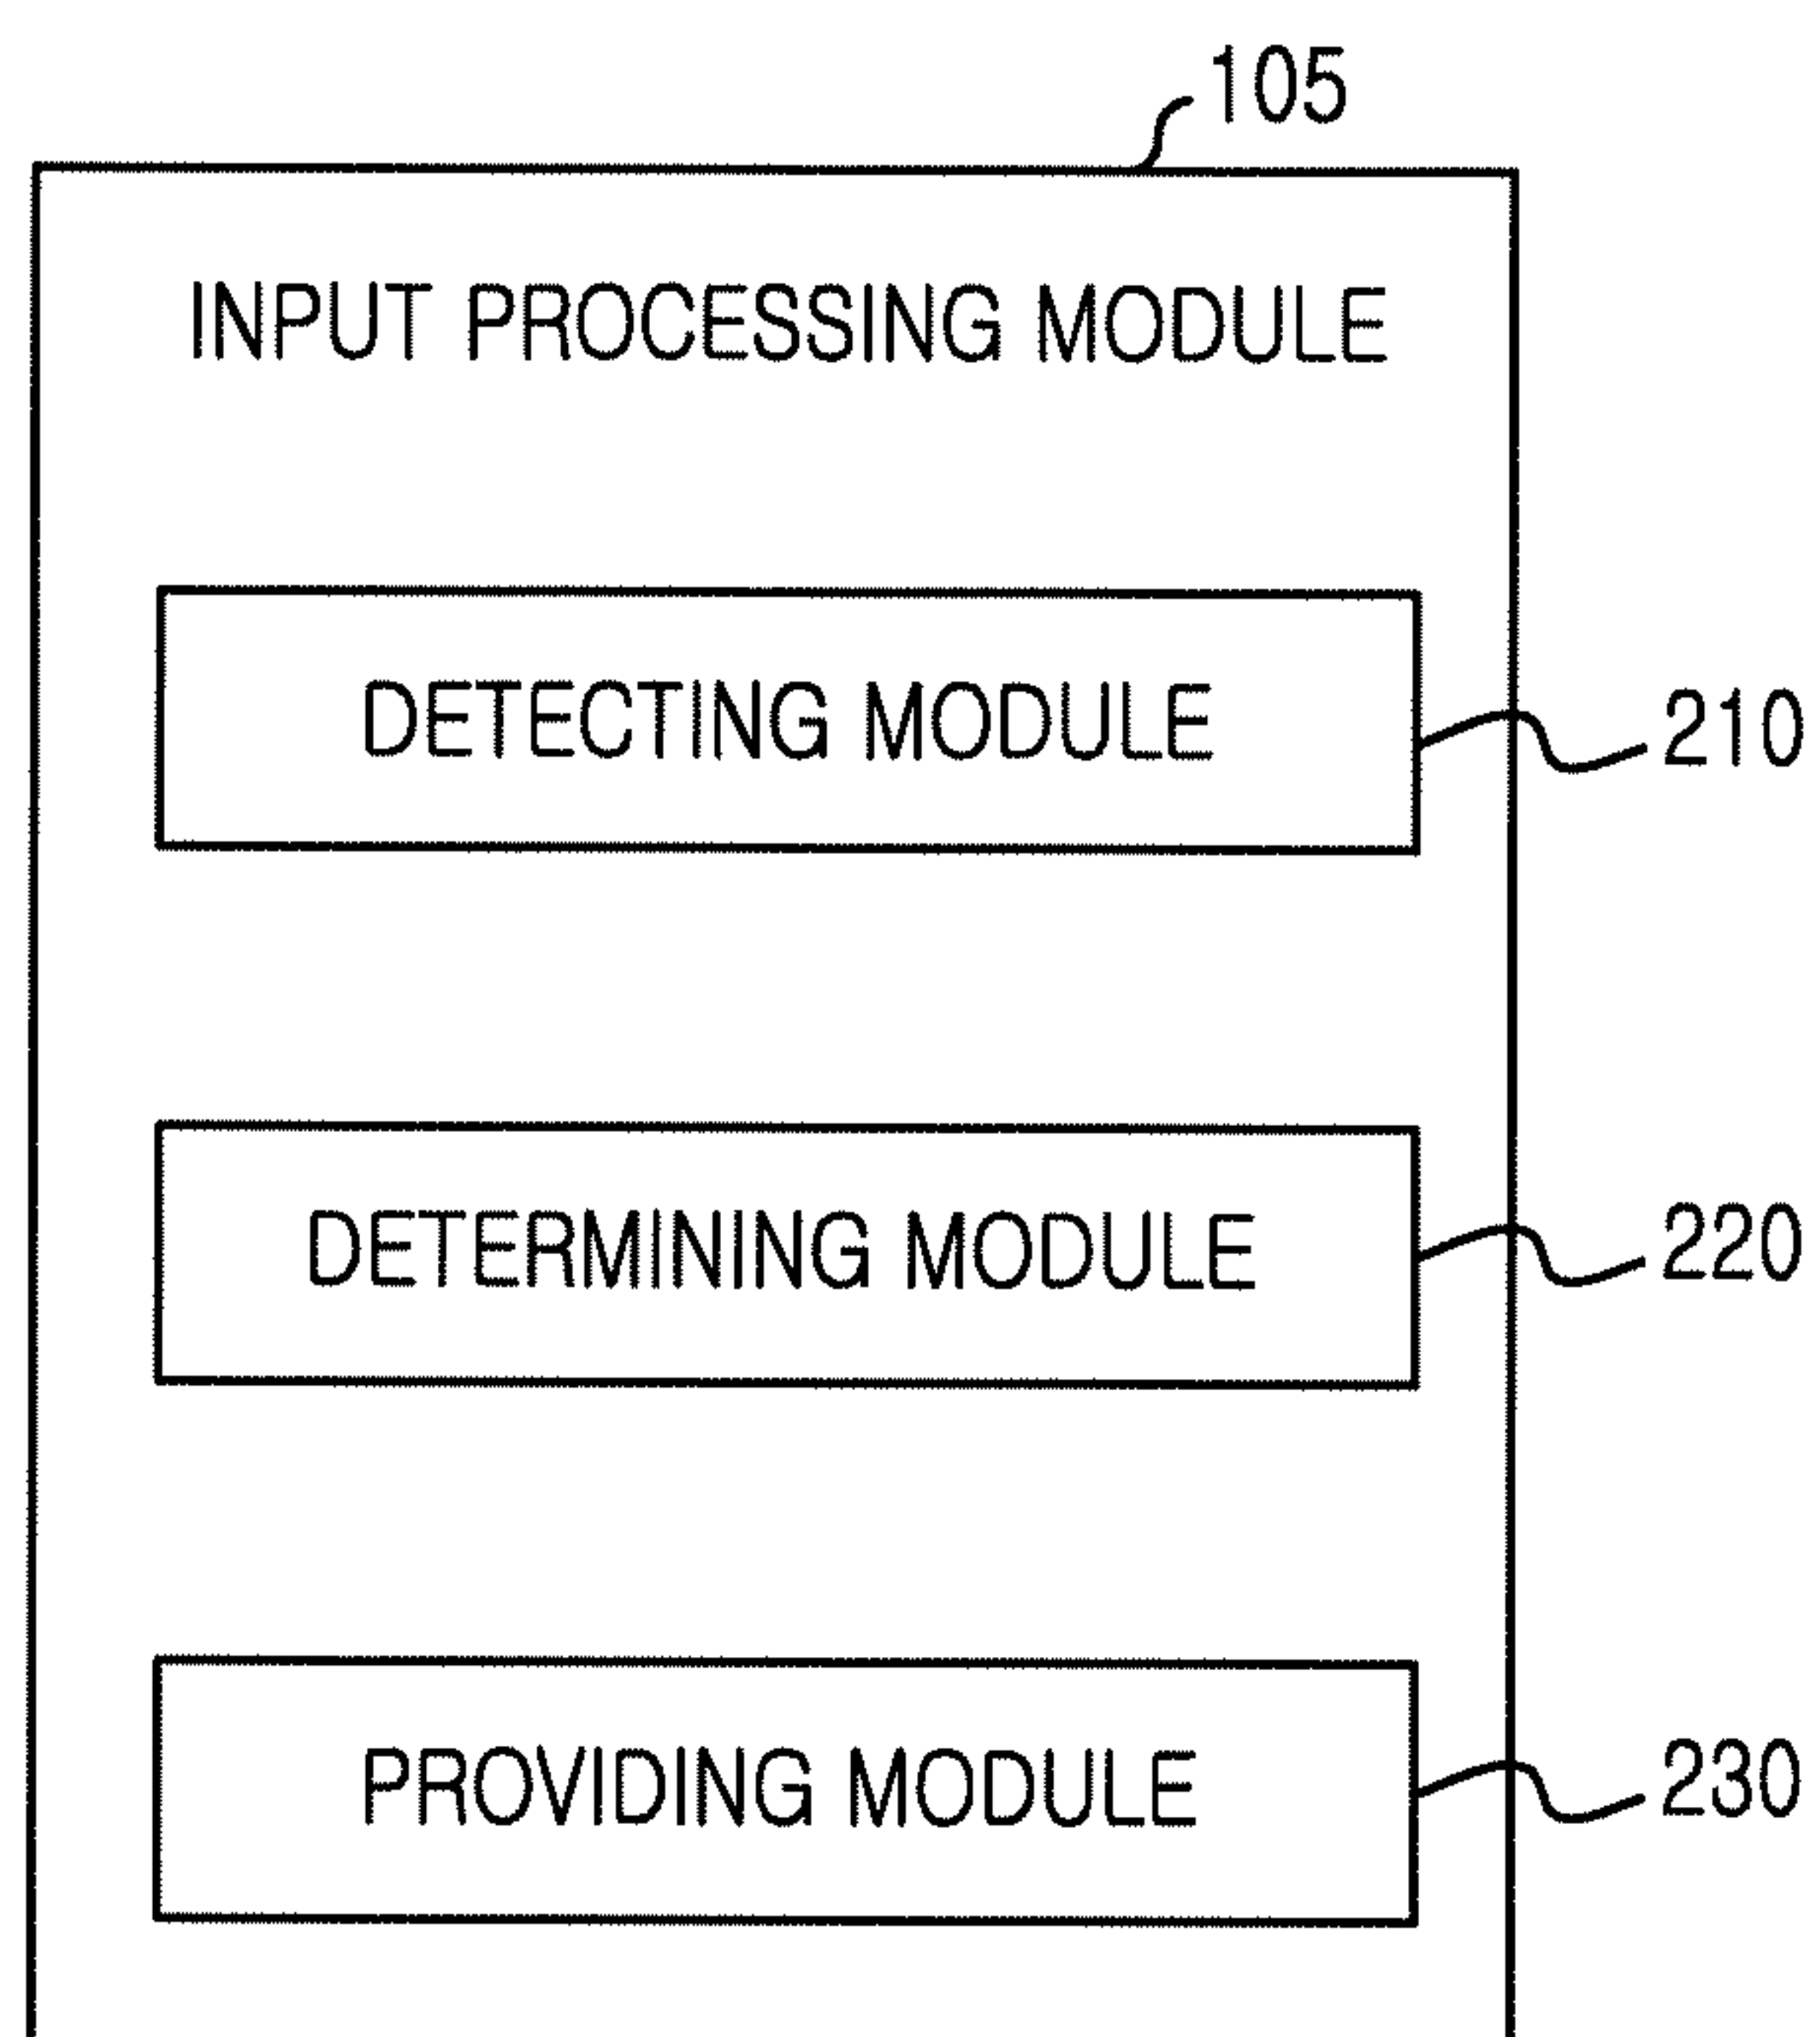 105
INPUT PROCESSING MODULE
DETECTING MODULE
210
DETERMINING MODULE
220
PROVIDING MODULE
230